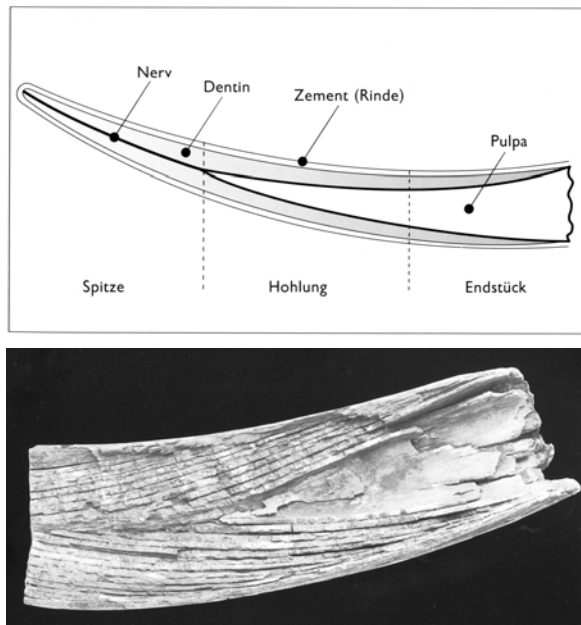 Nerv
Dentin
Zement (Rinde)
Pulpa
Spitze Hohlung Endstück